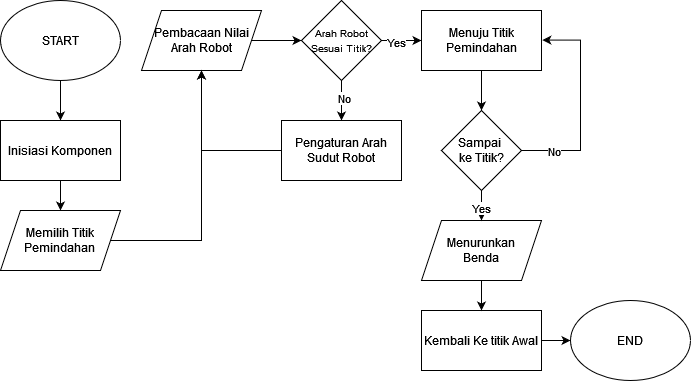 START
Inisiasi Komponen
Memilih Titik
Pemindahan
Pembacaan Nilai
Arah Robot
Arah Robot
Sesuai Titik?
Yes
No
Pengaturan Arah
Sudut Robot
Menuju Titik
Pemindahan
Sampai
ke Titik?
No
Yes
Menurunkan
Benda
Kembali Ke titik Awal
END